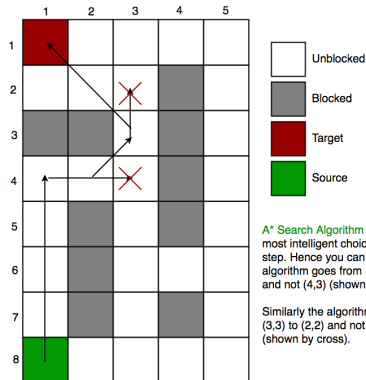 1 2 3 4 5
1
2
3
4
5
6
7
8
Unblocked
Blocked
Target
Source
A* Search Algorithm
most intelligent choic
step. Hence you can
algorithm goes from
and not (4,3) (shown
Similarly the algorithm
(3,3) to (2,2) and not
(shown by cross).